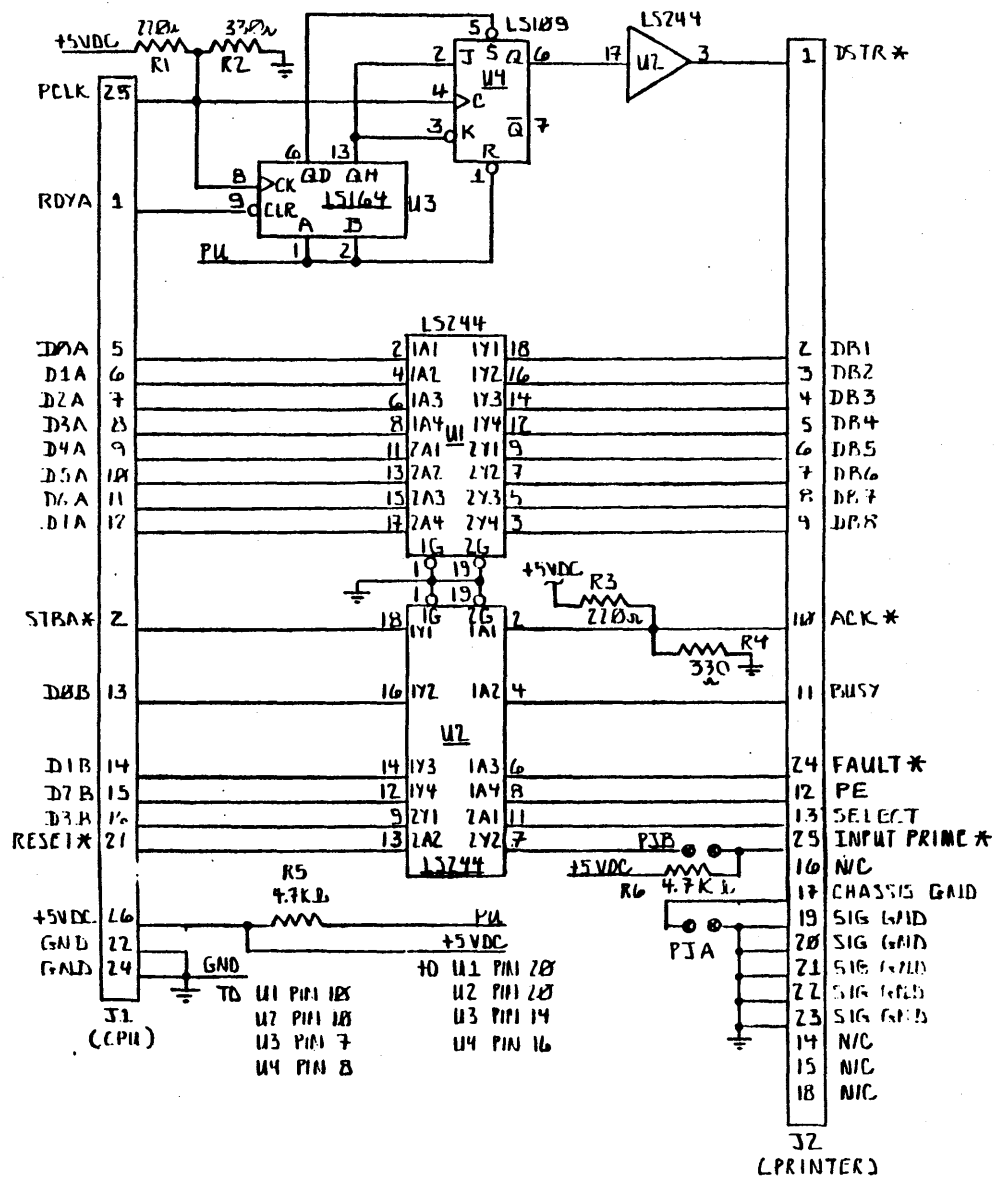 220Ω 330Ω
+5VDC
R1 R2
PCLK 25
RDYA 1
5 LS109
2 J S Q 6
U4
4 C
3 K Q 7
R
1
LS244
17 U2 3
1 DSTR*
6 13
QD QH
8 CK
LS164 U3
9 CLR
A B
PU 1 2
LS244
D0A 5 2 1A1 1Y1 18 2 DB1
D1A 6 4 1A2 1Y2 16 3 DB2
D2A 7 6 1A3 1Y3 14 4 DB3
D3A 8 8 1A4 1Y4 12 5 DB4
U1
D4A 9 11 2A1 2Y1 9 6 DB5
D5A 10 13 2A2 2Y2 7 7 DB6
D6A 11 15 2A3 2Y3 5 8 DB7
12 17 2A4 2Y4 3 9 DB8
1G 2G
1 19
1 19
1G 2G
+5VDC
R3
220Ω
STBA* 2 18 1Y1 1A1 2 10 ACK*
R4
330
Ω
D0B 13 16 1Y2 1A2 4 11 BUSY
U2
D1B 14 14 1Y3 1A3 6 24 FAULT*
D2B 15 12 1Y4 1A4 8 12 PE
D3B 16 9 2Y1 2A1 11 13 SELECT
RESET* 21 13 2A2 2Y2 7 PJB 25 INPUT PRIME*
LS244
+5VDC R6 4.7KΩ
16 N/C
17 CHASSIS GND
R5
4.7KΩ
+5VDC 26 PU
+5VDC
GND 22
GND 24 GND
PJA
19 SIG GND
20 SIG GND
21 SIG GND
22 SIG GND
23 SIG GND
14 N/C
15 N/C
18 N/C
TO U1 PIN 10
U2 PIN 10
U3 PIN 7
U4 PIN 8
TO U1 PIN 20
U2 PIN 20
U3 PIN 14
U4 PIN 16
J1
(CPU)
J2
(PRINTER)